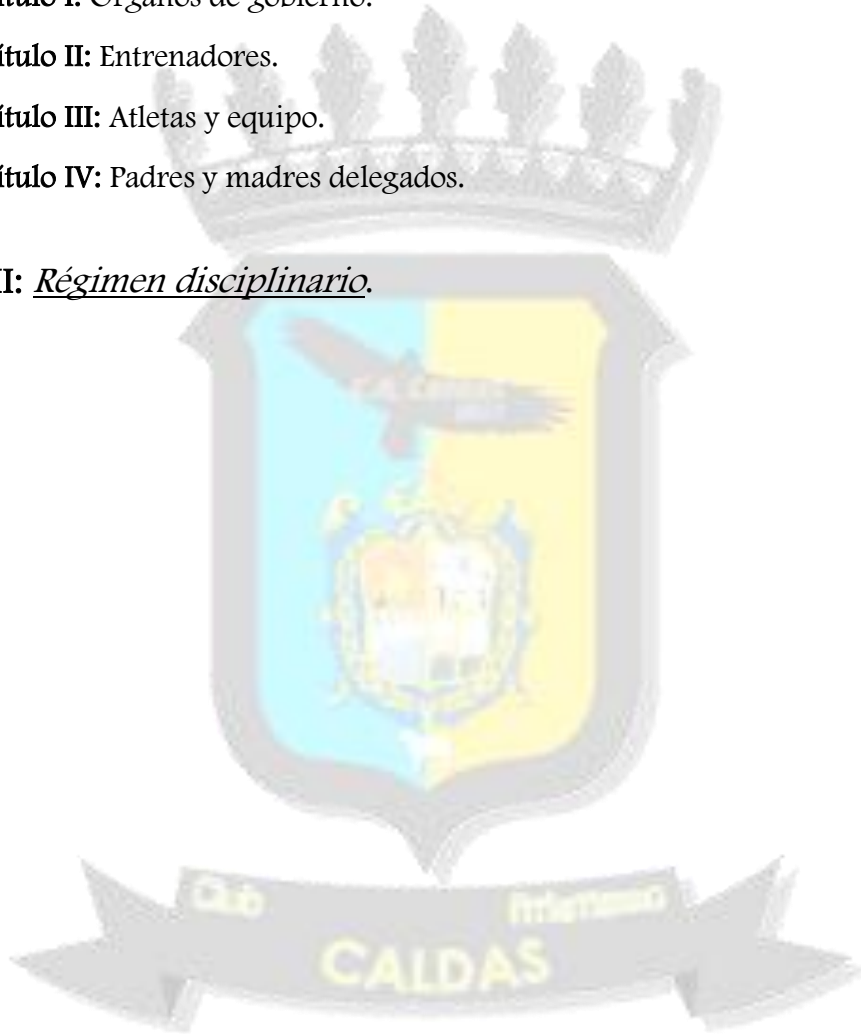 ítulo I: Órganos de gobierno.
ítulo II: Entrenadores.
ítulo III: Atletas y equipo.
ítulo IV: Padres y madres delegados.
II: Régimen disciplinario.
Club
CALDAS